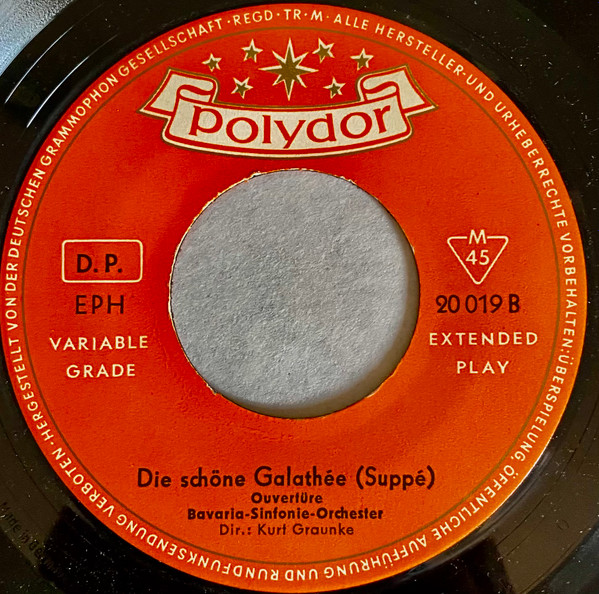 HERGESTELLT VON DER DEUTSCHEN GRAMMOPHON GESELLSCHAFT · REGD · TR · M · ALLE HERSTELLER- UND URHEBERRECHTE VORBEHALTEN: ÜBERSPIELUNG, ÖFFENTLICHE AUFFÜHRUNG UND RUNDFUNKSENDUNG VERBOTEN ·
Polydor
D. P.
EPH
VARIABLE
GRADE
M
45
20 019 B
EXTENDED
PLAY
Die schöne Galathée (Suppé)
Ouvertüre
Bavaria-Sinfonie-Orchester
Dir.: Kurt Graunke